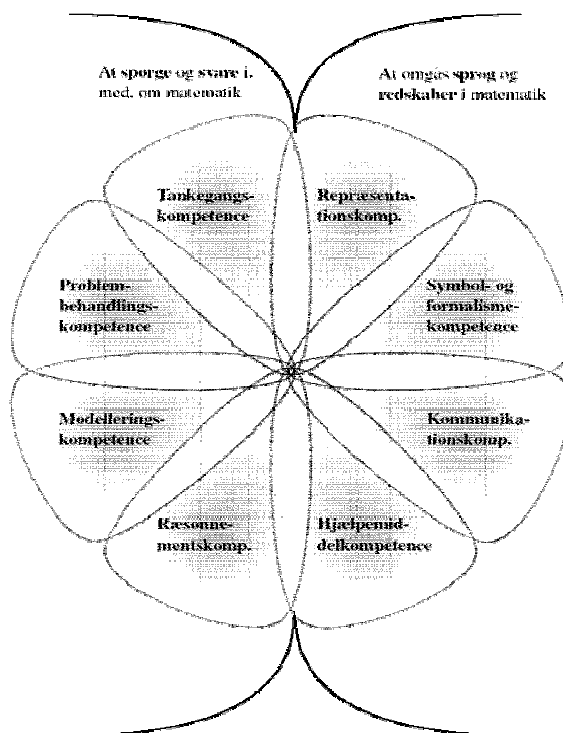 At spørge og svare i,
med, om matematik
At omgås sprog og
redskaber i matematik
Tankegangs-
kompetence
Repræsenta-
tionskomp.
Problem-
behandlings-
kompetence
Symbol- og
formalisme-
kompetence
Modellerings-
kompetence
Kommunika-
tionskomp.
Ræsonne-
mentskomp.
Hjælpemid-
delkompetence